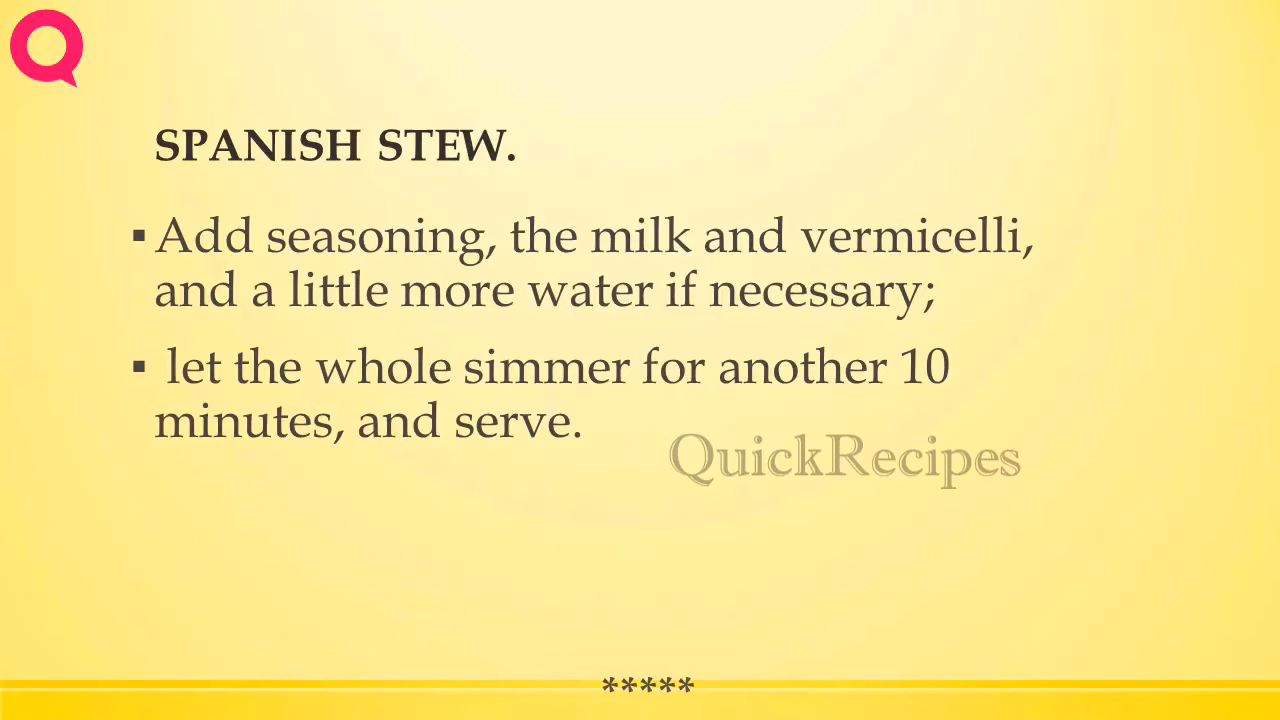 SPANISH STEW.
▪ Add seasoning, the milk and vermicelli,
and a little more water if necessary;
▪ let the whole simmer for another 10
minutes, and serve.
QuickRecipes
*****